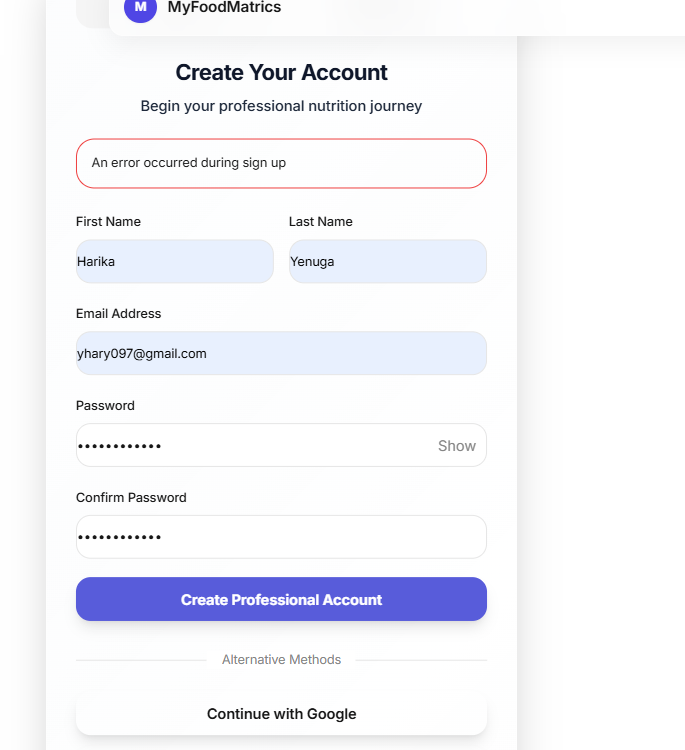 M MyFoodMatrics
Create Your Account
Begin your professional nutrition journey
An error occurred during sign up
First Name Last Name
Harika Yenuga
Email Address
yhary097@gmail.com
Password
•••••••••••• Show
Confirm Password
••••••••••••
Create Professional Account
Alternative Methods
Continue with Google